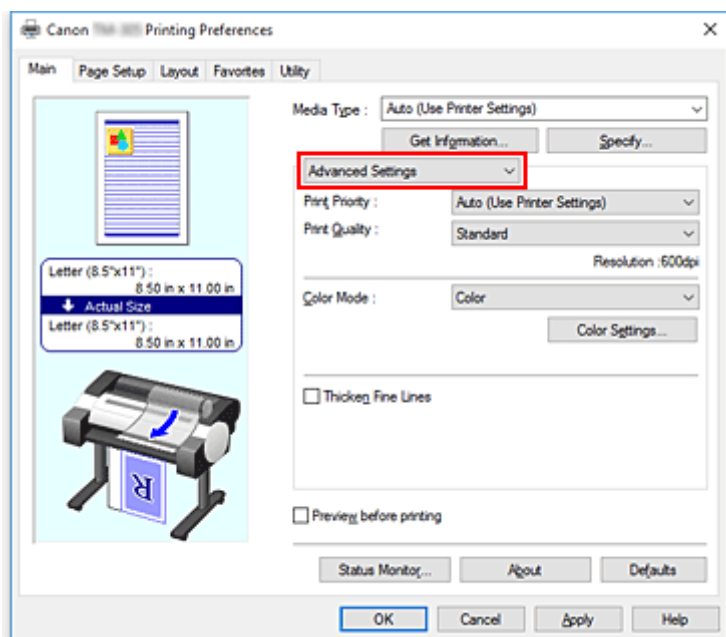 Canon Printing Preferences
Main Page Setup Layout Favorites Utility
Media Type : Auto (Use Printer Settings)
Get Information... Specify...
Advanced Settings
Print Priority : Auto (Use Printer Settings)
Print Quality : Standard
Resolution :600dpi
Letter (8.5"x11") :
8.50 in x 11.00 in
Actual Size
Letter (8.5"x11") :
8.50 in x 11.00 in
Color Mode : Color
Color Settings...
Thicken Fine Lines
R
Preview before printing
Status Monitor... About Defaults
OK Cancel Apply Help